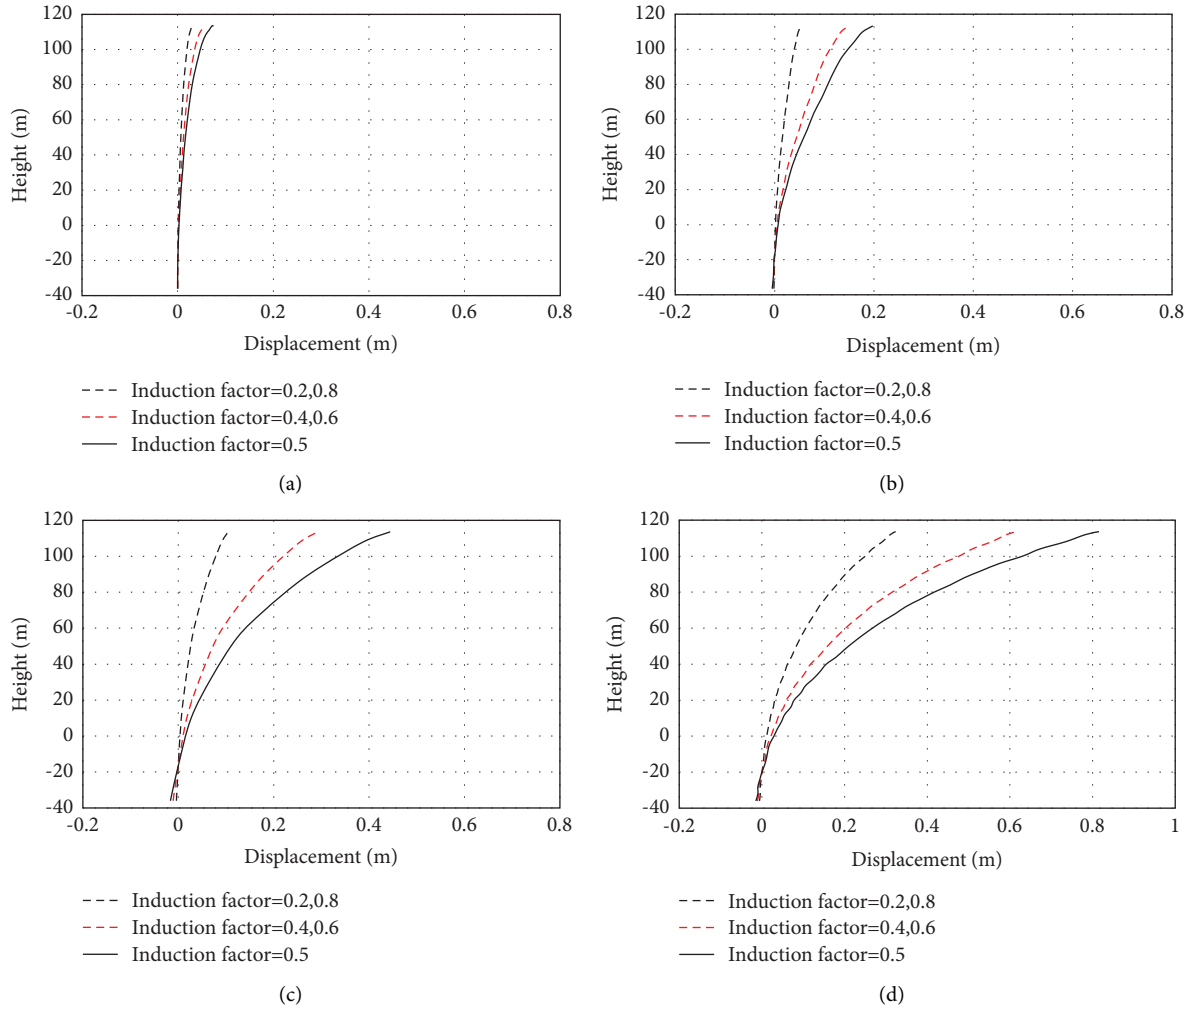 120
100
80
60
40
20
0
-20
-40
Height (m)
-0.2 0 0.2 0.4 0.6 0.8
Displacement (m)
Induction factor=0.2,0.8
Induction factor=0.4,0.6
Induction factor=0.5
(a)
120
100
80
60
40
20
0
-20
-40
Height (m)
-0.2 0 0.2 0.4 0.6 0.8
Displacement (m)
Induction factor=0.2,0.8
Induction factor=0.4,0.6
Induction factor=0.5
(b)
120
100
80
60
40
20
0
-20
-40
Height (m)
-0.2 0 0.2 0.4 0.6 0.8
Displacement (m)
Induction factor=0.2,0.8
Induction factor=0.4,0.6
Induction factor=0.5
(c)
120
100
80
60
40
20
0
-20
-40
Height (m)
-0.2 0 0.2 0.4 0.6 0.8 1
Displacement (m)
Induction factor=0.2,0.8
Induction factor=0.4,0.6
Induction factor=0.5
(d)